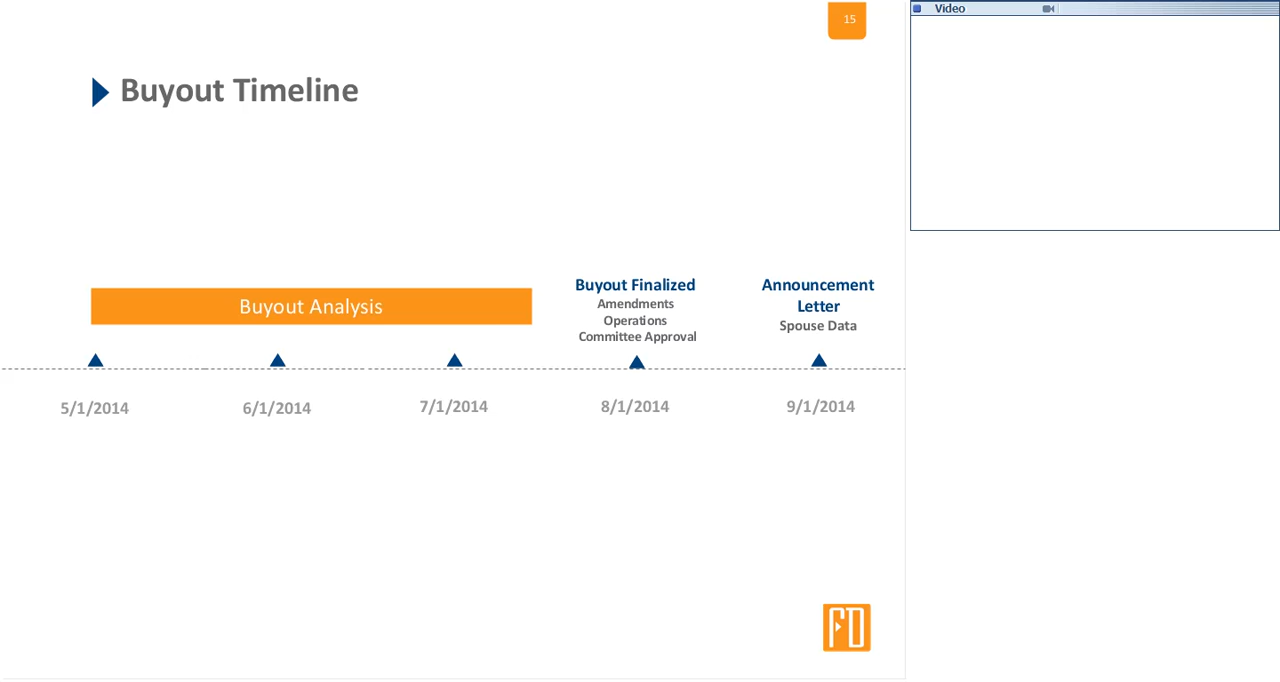 15
Video
Buyout Timeline
Buyout Analysis
Buyout Finalized
Amendments
Operations
Committee Approval
Announcement
Letter
Spouse Data
5/1/2014
6/1/2014
7/1/2014
8/1/2014
9/1/2014
FD